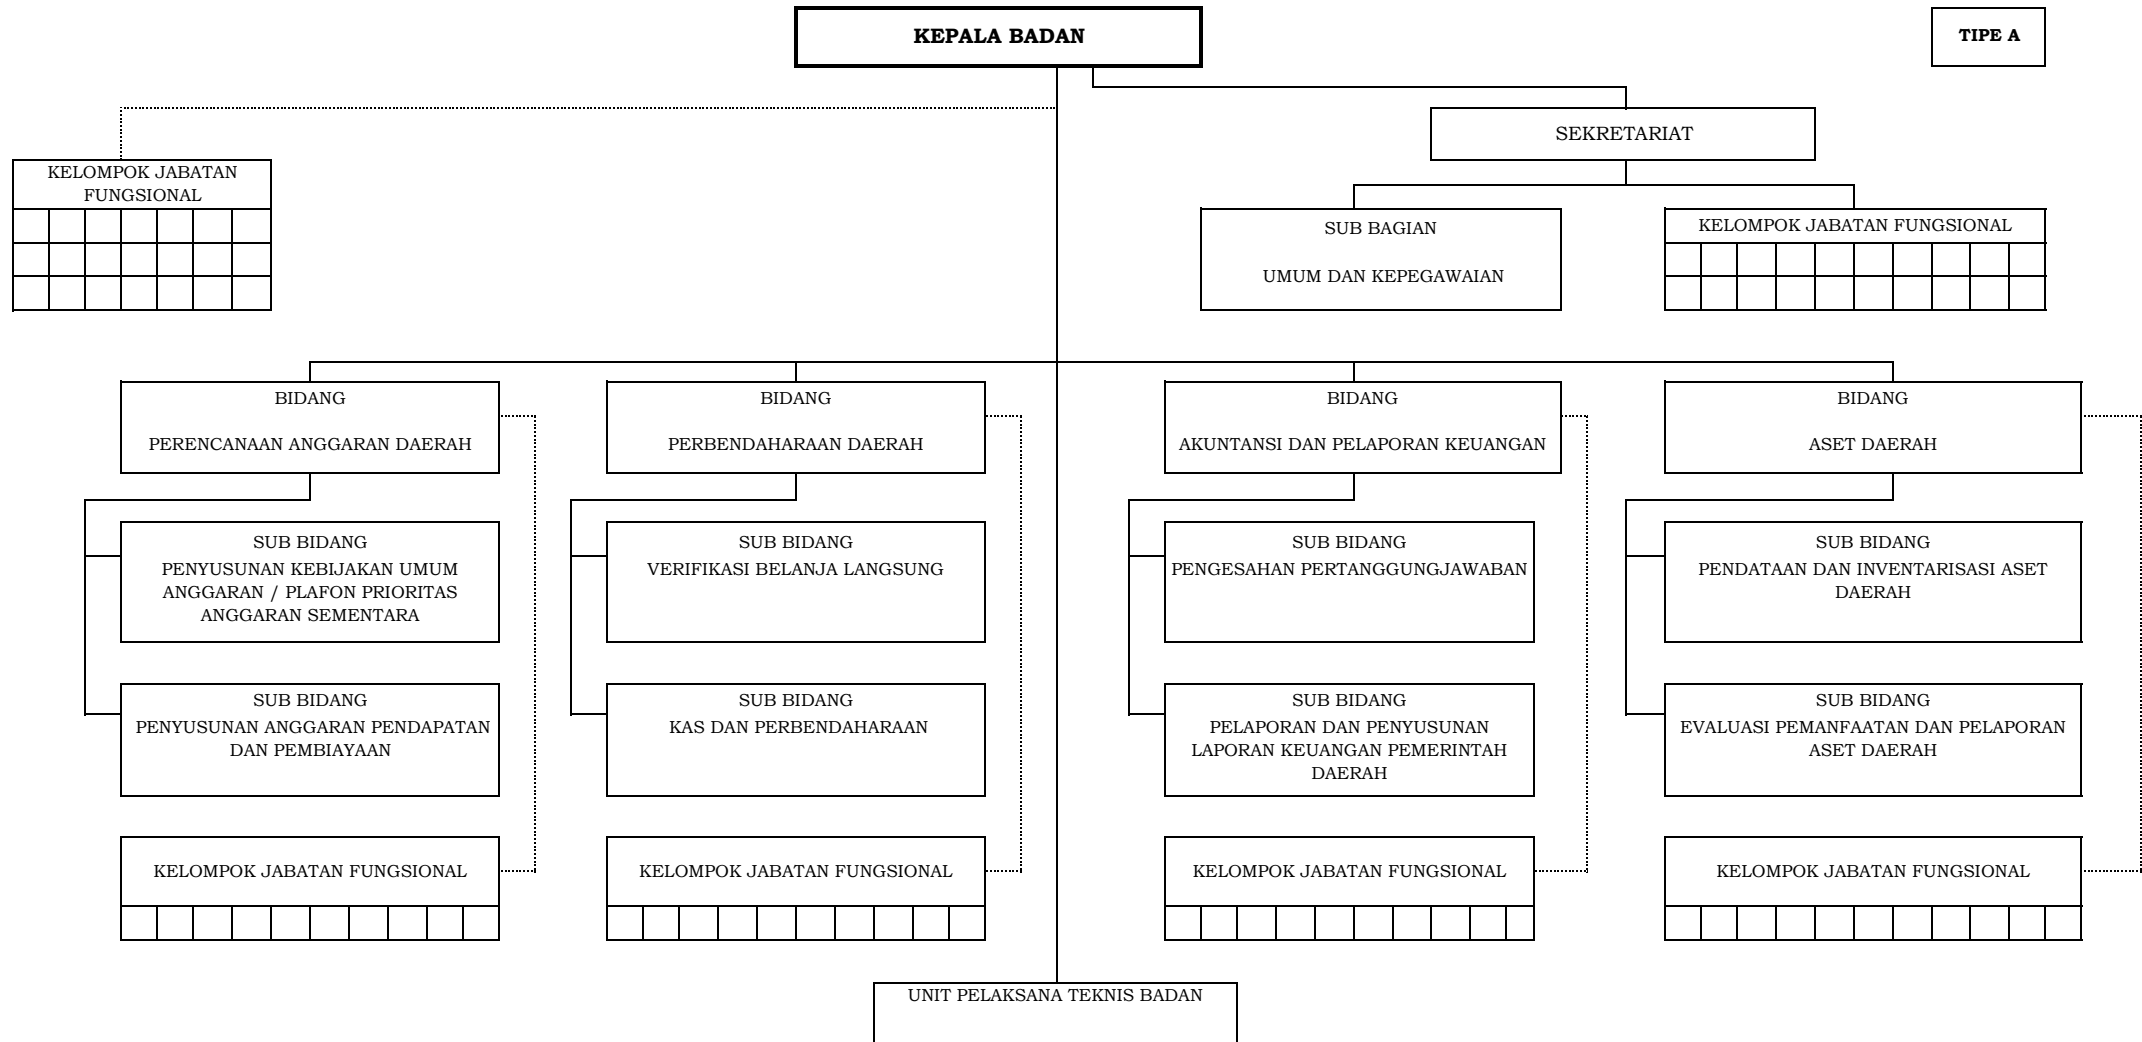 KEPALA BADAN
TIPE A
SEKRETARIAT
KELOMPOK JABATAN
FUNGSIONAL
SUB BAGIAN
UMUM DAN KEPEGAWAIAN
KELOMPOK JABATAN FUNGSIONAL
BIDANG
PERENCANAAN ANGGARAN DAERAH
BIDANG
PERBENDAHARAAN DAERAH
BIDANG
AKUNTANSI DAN PELAPORAN KEUANGAN
BIDANG
ASET DAERAH
SUB BIDANG
PENYUSUNAN KEBIJAKAN UMUM
ANGGARAN / PLAFON PRIORITAS
ANGGARAN SEMENTARA
SUB BIDANG
VERIFIKASI BELANJA LANGSUNG
SUB BIDANG
PENGESAHAN PERTANGGUNGJAWABAN
SUB BIDANG
PENDATAAN DAN INVENTARISASI ASET
DAERAH
SUB BIDANG
PENYUSUNAN ANGGARAN PENDAPATAN
DAN PEMBIAYAAN
SUB BIDANG
KAS DAN PERBENDAHARAAN
SUB BIDANG
PELAPORAN DAN PENYUSUNAN
LAPORAN KEUANGAN PEMERINTAH
DAERAH
SUB BIDANG
EVALUASI PEMANFAATAN DAN PELAPORAN
ASET DAERAH
KELOMPOK JABATAN FUNGSIONAL
KELOMPOK JABATAN FUNGSIONAL
KELOMPOK JABATAN FUNGSIONAL
KELOMPOK JABATAN FUNGSIONAL
UNIT PELAKSANA TEKNIS BADAN